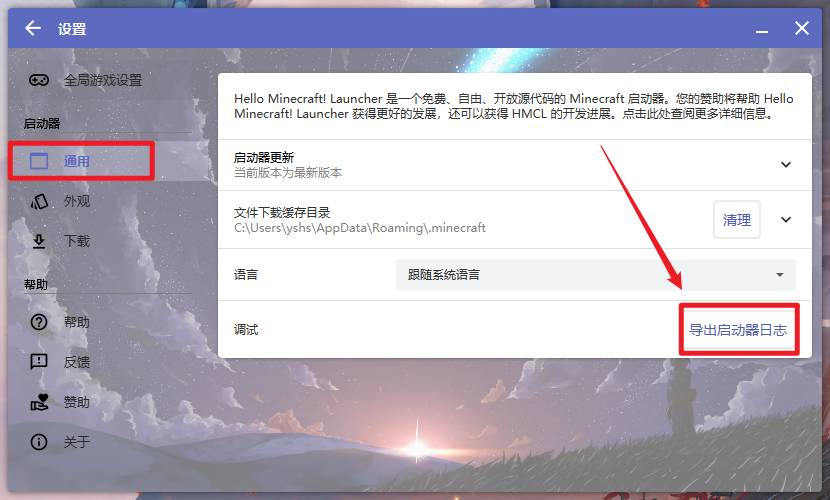 设置
全局游戏设置
启动器
通用
外观
下载
帮助
帮助
反馈
赞助
关于
Hello Minecraft! Launcher 是一个免费、自由、开放源代码的 Minecraft 启动器。您的赞助将帮助 Hello
Minecraft! Launcher 获得更好的发展，还可以获得 HMCL 的开发进展。点击此处查阅更多详细信息。
启动器更新
当前版本为最新版本
文件下载缓存目录
C:\Users\yshs\AppData\Roaming\.minecraft
清理
语言
跟随系统语言
调试
导出启动器日志